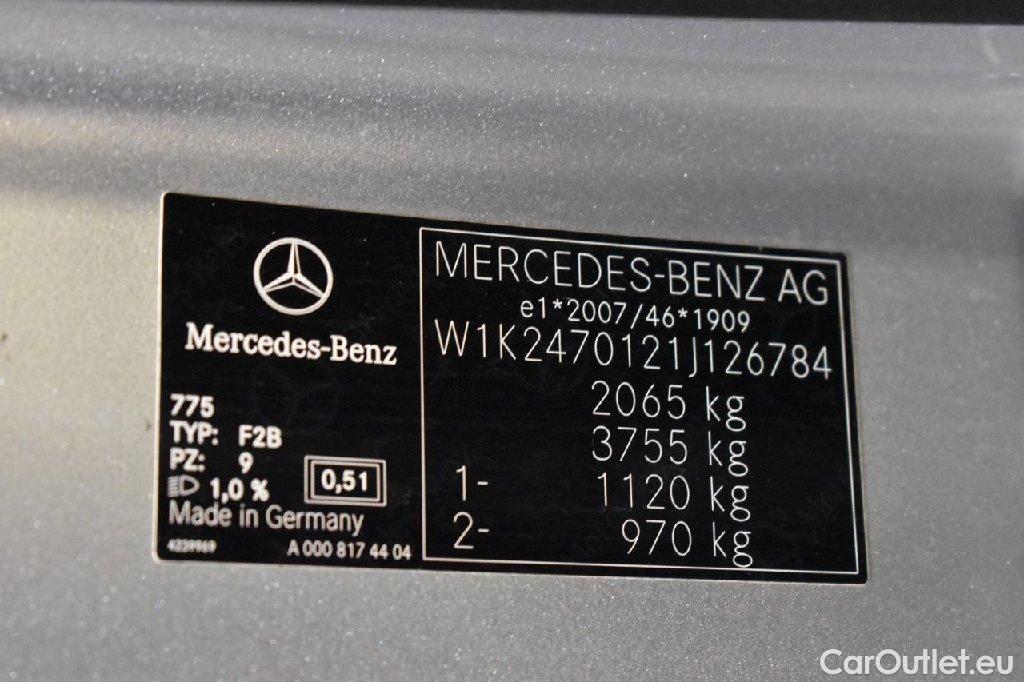 Mercedes-Benz
775
TYP: F2B
PZ: 9
1,0 %
0,51
Made in Germany
A 000 817 44 04
MERCEDES-BENZ AG
e1*2007/46*1909
W1K2470121J126784
2065 kg
3755 kg
1- 1120 kg
2- 970 kg
CarOutlet.eu